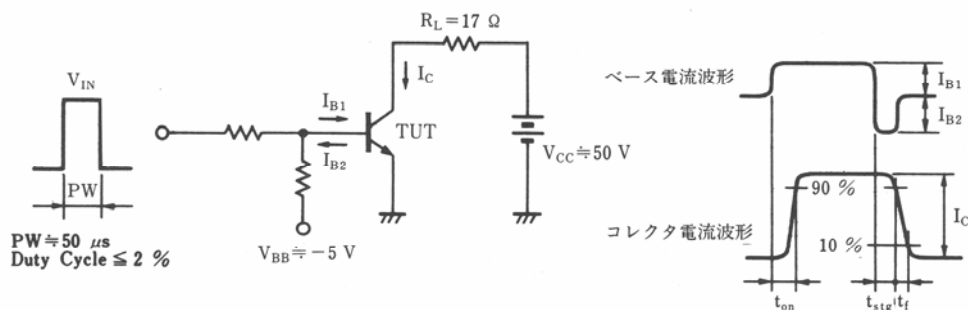 R_L=17 Ω
V_IN
I_C
I_B1
TUT
I_B2
V_CC≒50 V
PW
PW≒50 μs
Duty Cycle≦2 %
V_BB≒−5 V
ベース電流波形
I_B1
I_B2
90 %
I_C
コレクタ電流波形
10 %
t_on
t_stg
t_f